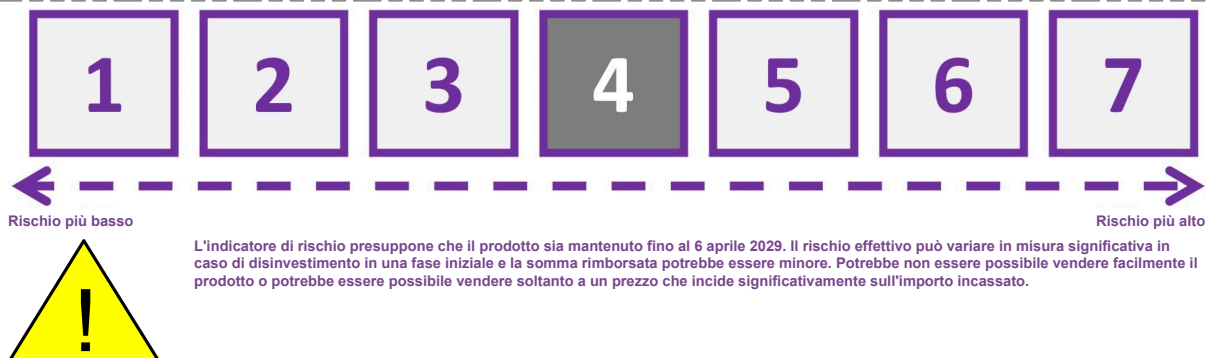 1 2 3 4 5 6 7
Rischio più basso Rischio più alto
L'indicatore di rischio presuppone che il prodotto sia mantenuto fino al 6 aprile 2029. Il rischio effettivo può variare in misura significativa in
caso di disinvestimento in una fase iniziale e la somma rimborsata potrebbe essere minore. Potrebbe non essere possibile vendere facilmente il
prodotto o potrebbe essere possibile vendere soltanto a un prezzo che incide significativamente sull'importo incassato.
!